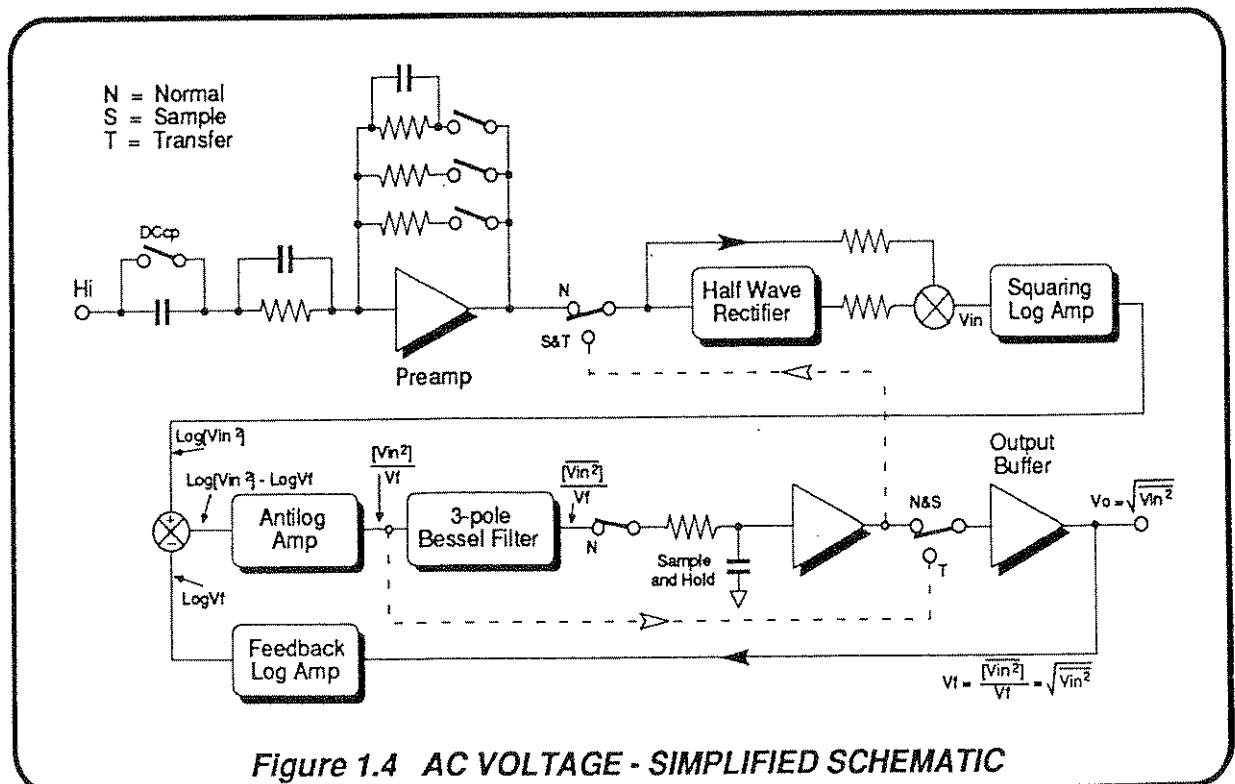 N = Normal
S = Sample
T = Transfer
DCcp
Hi
Preamp
N
S&T
Half Wave
Rectifier
Vin
Squaring
Log Amp
Log[Vin²]
Log[Vin²] - LogVf
[Vin²]
Vf
[Vin²]
Vf
Output
Buffer
Antilog
Amp
3-pole
Bessel Filter
N
Sample
and Hold
N&S
T
Vo = √Vin²
+
−
LogVf
Feedback
Log Amp
Vf = [Vin²]/Vf = √Vin²
Figure 1.4 AC VOLTAGE - SIMPLIFIED SCHEMATIC